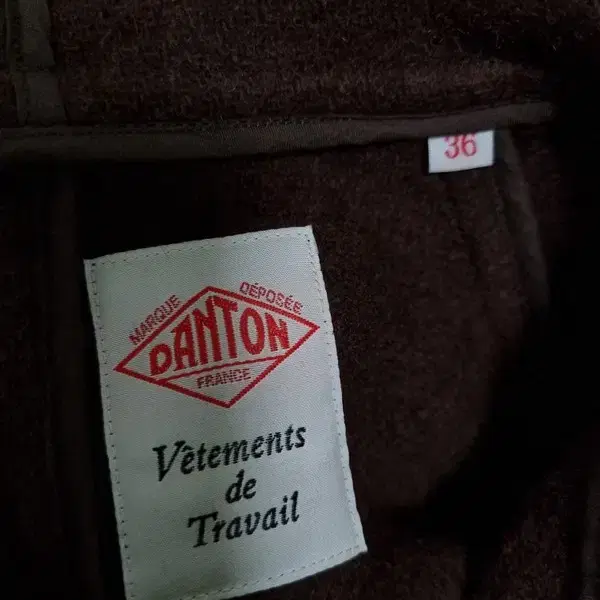 36
MARQUE DÉPOSÉE
DANTON
FRANCE
Vêtements
de
Travail